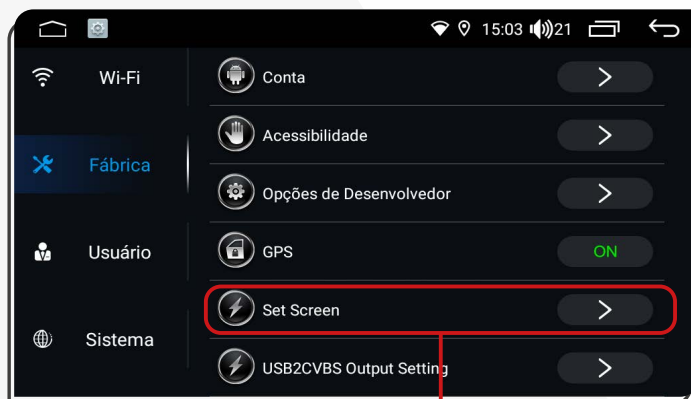 15:03 21
Wi-Fi
Conta
Acessibilidade
Fábrica
Opções de Desenvolvedor
Usuário
GPS ON
Set Screen
Sistema
USB2CVBS Output Setting